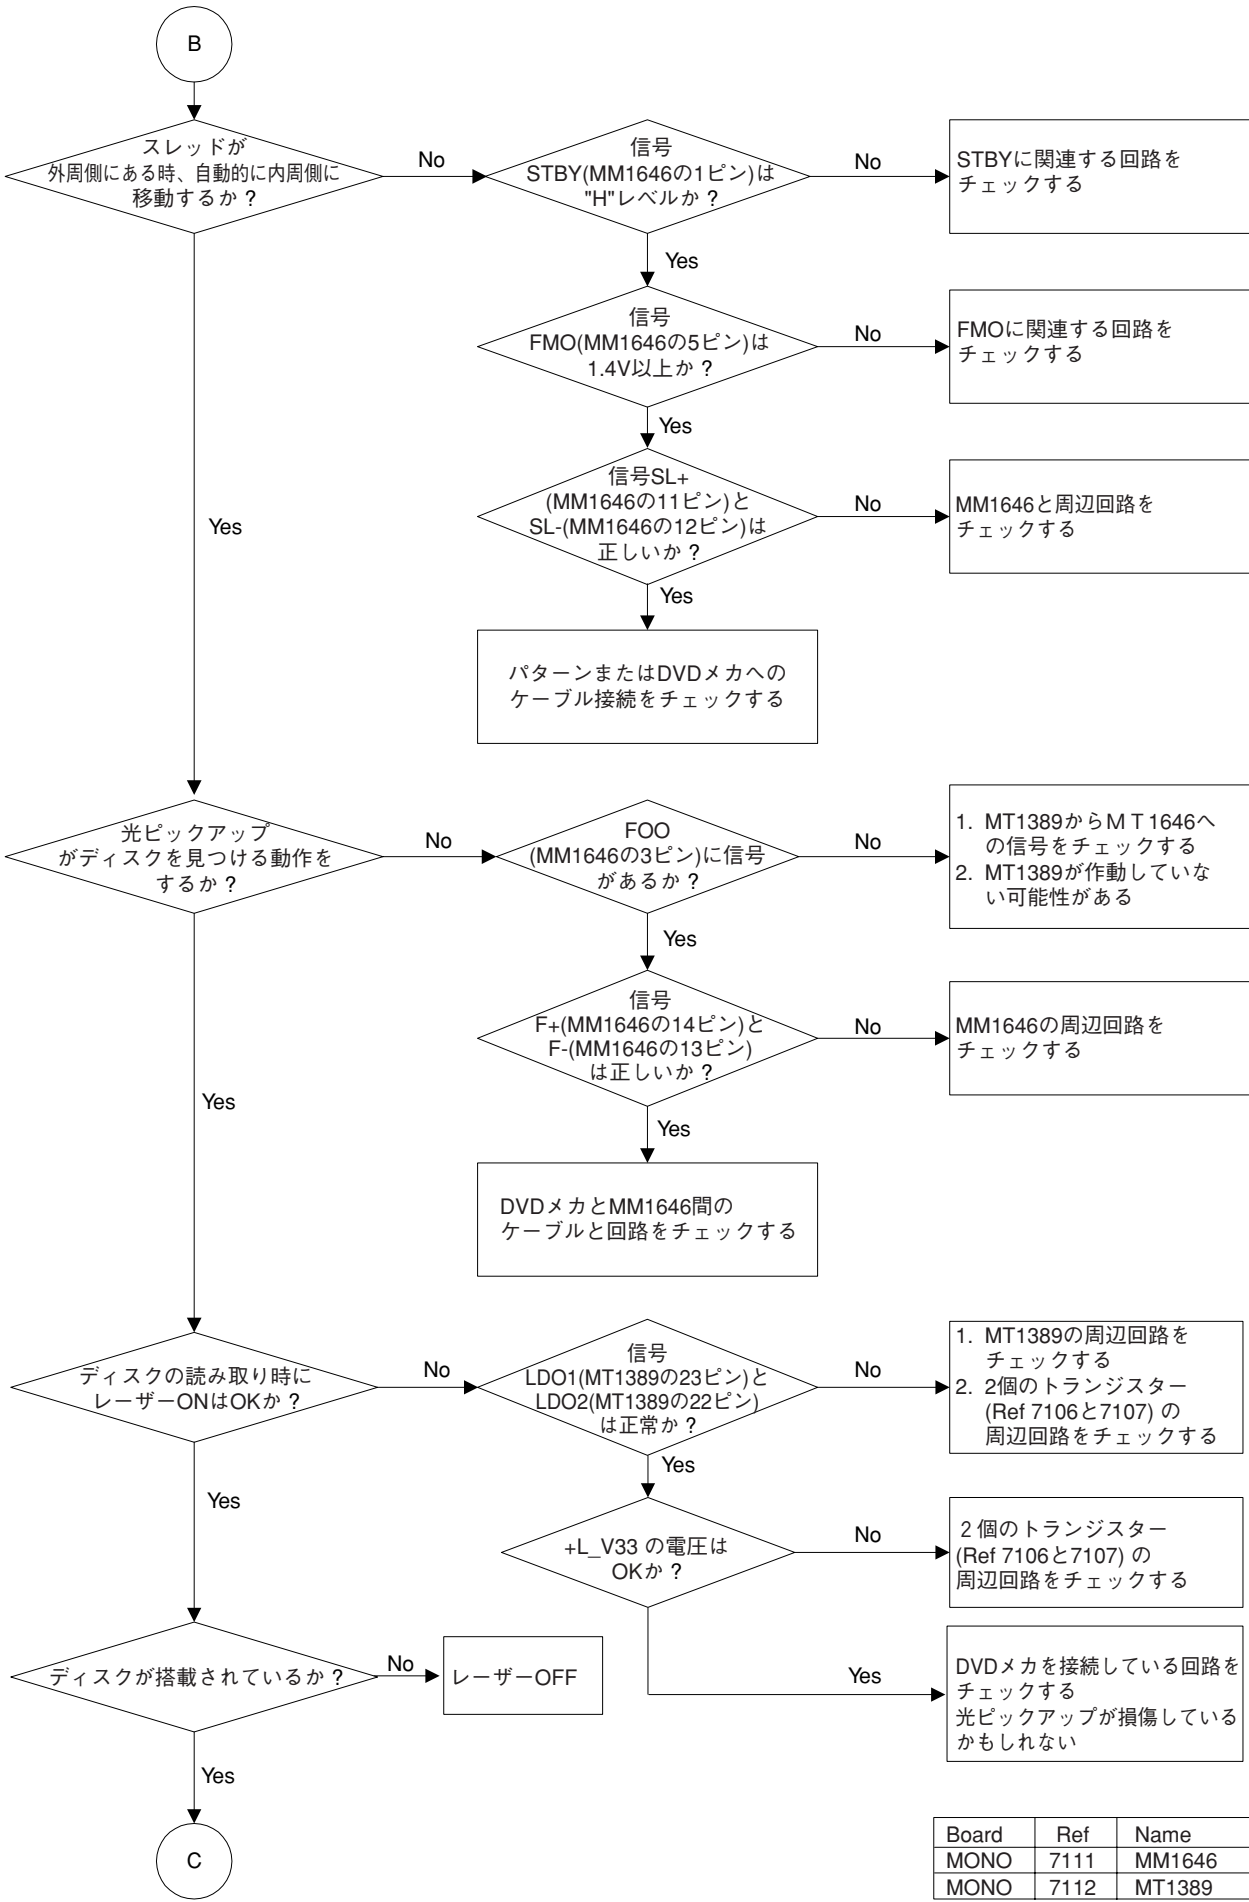 B
スレッドが
外周側にある時、自動的に内周側に
移動するか？
No
信号
STBY(MM1646の1ピン)は
"H"レベルか？
No
STBYに関連する回路を
チェックする
Yes
信号
FMO(MM1646の5ピン)は
1.4V以上か？
No
FMOに関連する回路を
チェックする
Yes
信号SL+
(MM1646の11ピン)と
SL-(MM1646の12ピン)は
正しいか？
No
MM1646と周辺回路を
チェックする
Yes
Yes
パターンまたはDVDメカへの
ケーブル接続をチェックする
光ピックアップ
がディスクを見つける動作を
するか？
No
FOO
(MM1646の3ピン)に信号
があるか？
No
1. MT1389からＭＴ1646へ
の信号をチェックする
2. MT1389が作動していな
い可能性がある
Yes
信号
F+(MM1646の14ピン)と
F-(MM1646の13ピン)
は正しいか？
No
MM1646の周辺回路を
チェックする
Yes
Yes
DVDメカとMM1646間の
ケーブルと回路をチェックする
ディスクの読み取り時に
レーザーONはOKか？
No
信号
LDO1(MT1389の23ピン)と
LDO2(MT1389の22ピン)
は正常か？
No
1. MT1389の周辺回路を
チェックする
2. 2個のトランジスター
(Ref 7106と7107) の
周辺回路をチェックする
Yes
Yes
+L_V33 の電圧は
OKか？
No
２個のトランジスター
(Ref 7106と7107) の
周辺回路をチェックする
ディスクが搭載されているか？
No
レーザーOFF
Yes
DVDメカを接続している回路を
チェックする
光ピックアップが損傷している
かもしれない
Yes
C
Board Ref Name
MONO 7111 MM1646
MONO 7112 MT1389